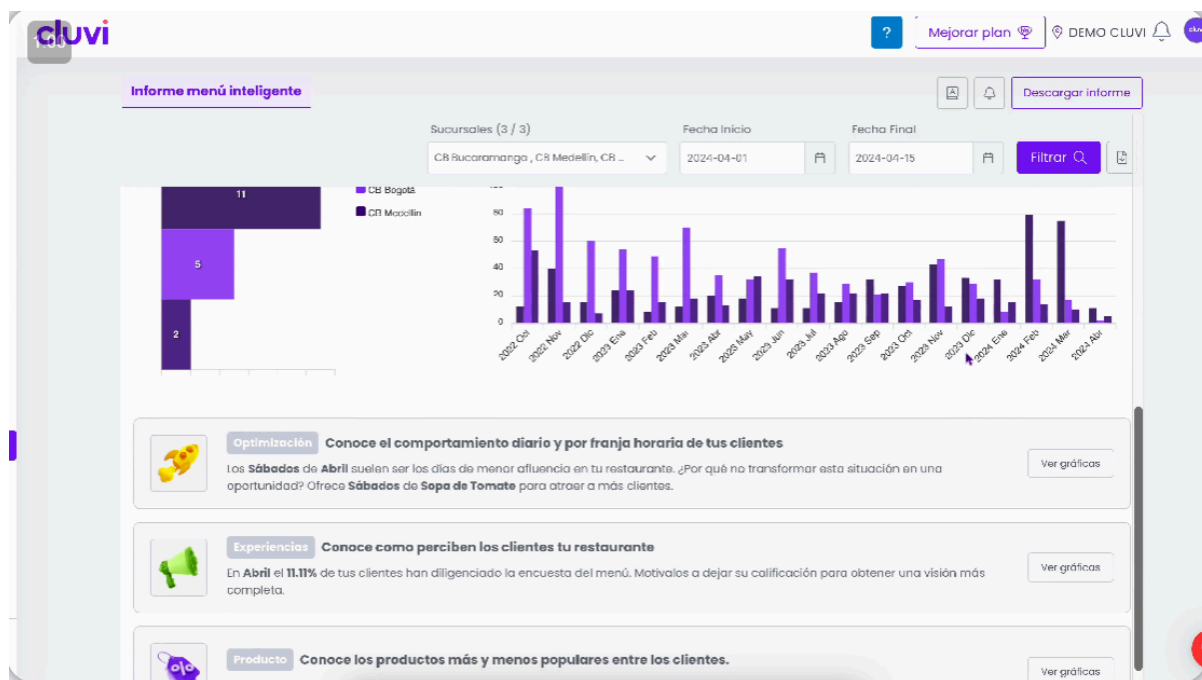 cluvi
?
Mejorar plan
DEMO CLUVI
Informe menú inteligente
Descargar informe
Sucursales (3 / 3)
Fecha Inicio
Fecha Final
CB Bucaramanga , CB Medellín, CB ...
2024-04-01
2024-04-15
Filtrar
11
5
2
CB Bogotá
CB Medellín
80
60
40
20
0
2022 Oct
2022 Nov
2022 Dic
2023 Ene
2023 Feb
2023 Mar
2023 Abr
2023 May
2023 Jun
2023 Jul
2023 Ago
2023 Sep
2023 Oct
2023 Nov
2023 Dic
2024 Ene
2024 Feb
2024 Mar
2024 Abr
Optimización Conoce el comportamiento diario y por franja horaria de tus clientes
Los Sábados de Abril suelen ser los días de menor afluencia en tu restaurante. ¿Por qué no transformar esta situación en una
oportunidad? Ofrece Sábados de Sopa de Tomate para atraer a más clientes.
Ver gráficas
Experiencias Conoce como perciben los clientes tu restaurante
En Abril el 11.11% de tus clientes han diligenciado la encuesta del menú. Motivalos a dejar su calificación para obtener una visión más
completa.
Ver gráficas
Producto Conoce los productos más y menos populares entre los clientes.
Ver gráficas